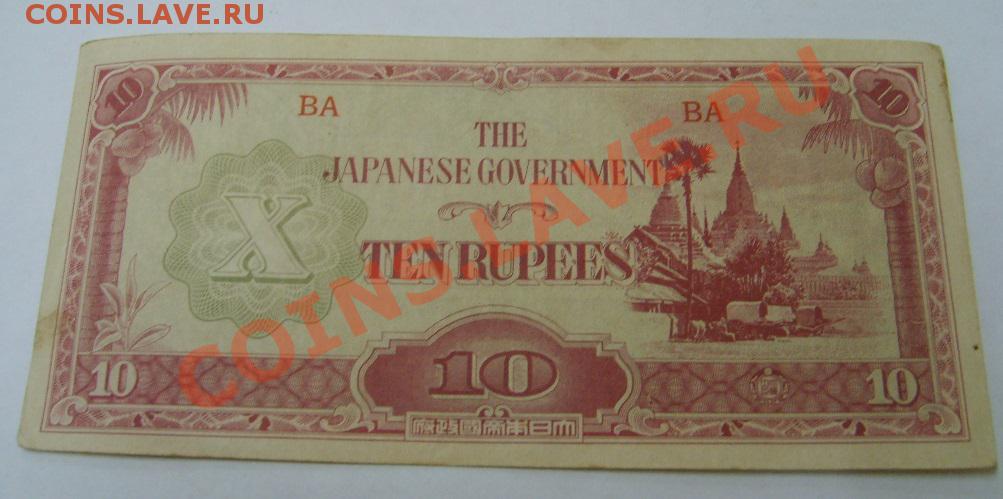 COINS.LAVE.RU
10 10
BA BA
THE
JAPANESE GOVERNMENT
X
TEN RUPEES
COINS.LAVE.RU
10 10 10
府政國帝本日大